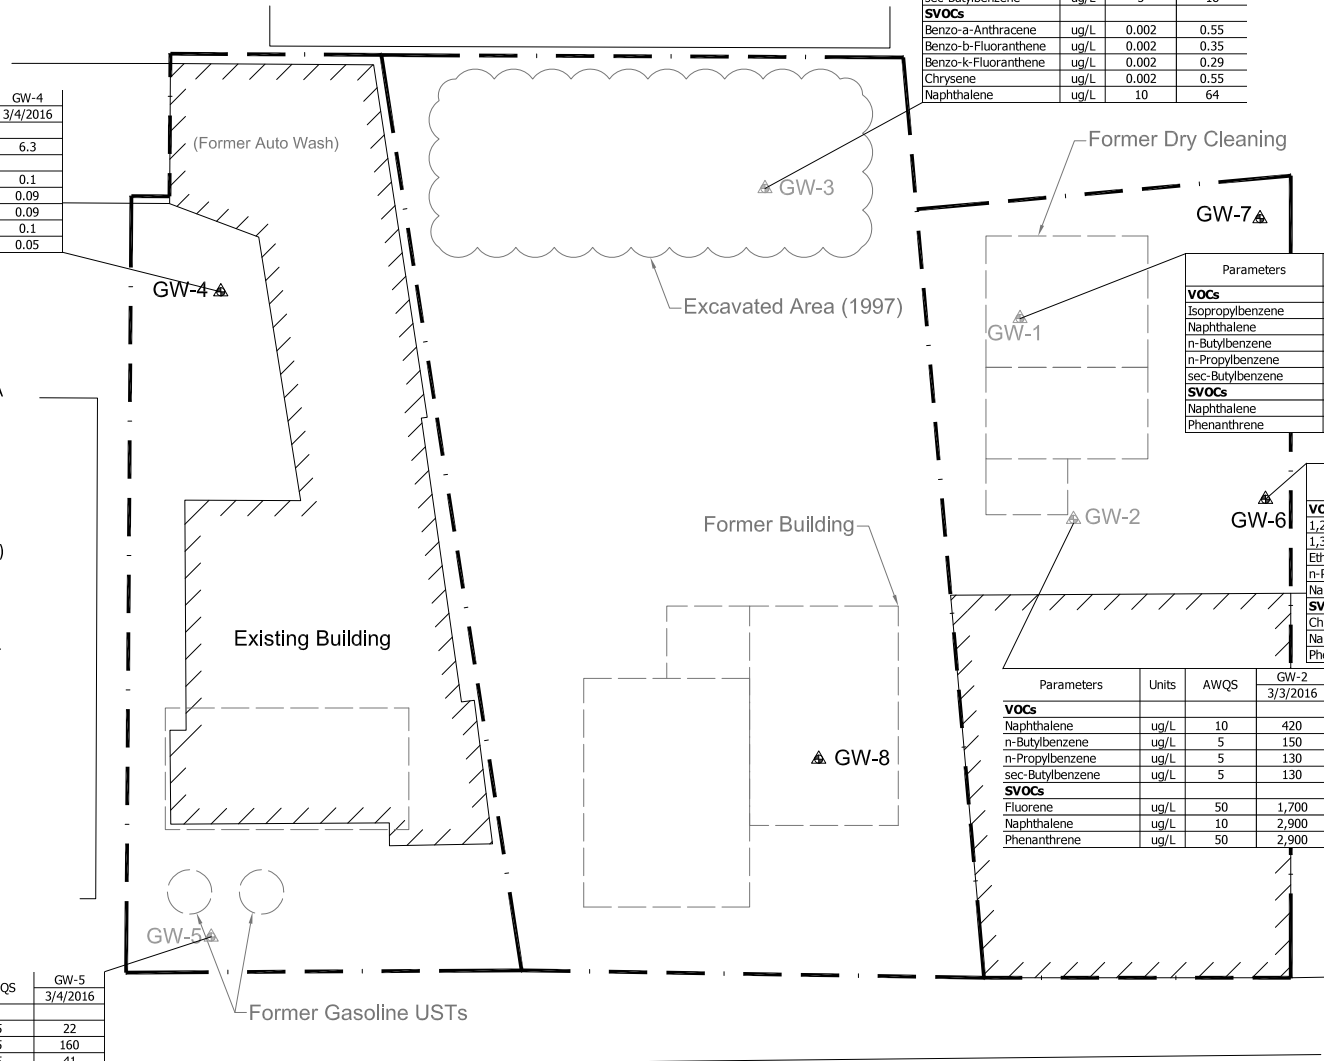 SVOCs
Benzo-a-Anthracene ug/L 0.002 0.55
Benzo-b-Fluoranthene ug/L 0.002 0.35
Benzo-k-Fluoranthene ug/L 0.002 0.29
Chrysene ug/L 0.002 0.55
Naphthalene ug/L 10 64
GW-4
3/4/2016
6.3
0.1
0.09
0.09
0.1
0.05
(Former Auto Wash)
GW-3
Former Dry Cleaning
GW-7
GW-4
Excavated Area (1997)
GW-1
Parameters
VOCs
Isopropylbenzene
Naphthalene
n-Butylbenzene
n-Propylbenzene
sec-Butylbenzene
SVOCs
Naphthalene
Phenanthrene
Former Building
GW-2
GW-6
Existing Building
GW-8
Parameters Units AWQS GW-2
3/3/2016
VOCs
Naphthalene ug/L 10 420
n-Butylbenzene ug/L 5 150
n-Propylbenzene ug/L 5 130
sec-Butylbenzene ug/L 5 130
SVOCs
Fluorene ug/L 50 1,700
Naphthalene ug/L 10 2,900
Phenanthrene ug/L 50 2,900
GW-5
Former Gasoline USTs
GW-5
3/4/2016
22
160